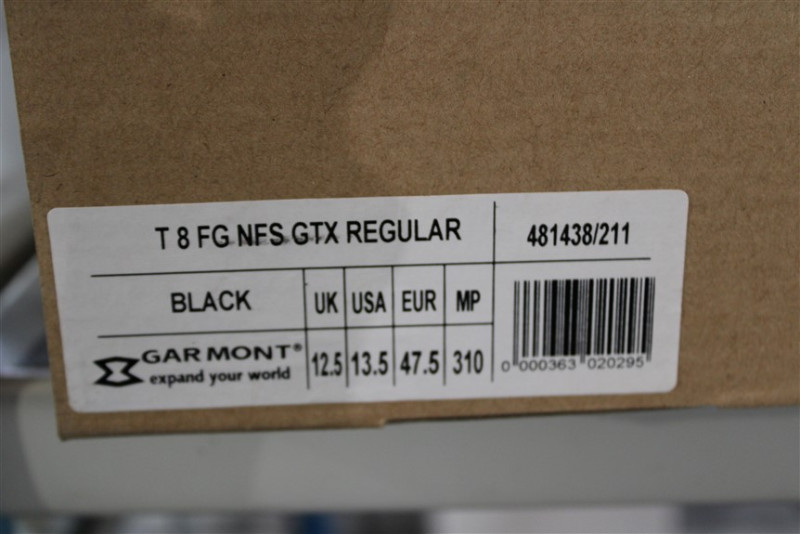 T 8 FG NFS GTX REGULAR
481438/211
BLACK
UK USA EUR MP
GARMONT®
expand your world
12.5 13.5 47.5 310
0 000363 020295